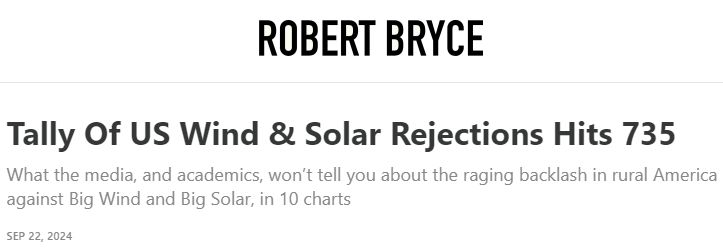 ROBERT BRYCE
Tally Of US Wind & Solar Rejections Hits 735
What the media, and academics, won’t tell you about the raging backlash in rural America
against Big Wind and Big Solar, in 10 charts
SEP 22, 2024